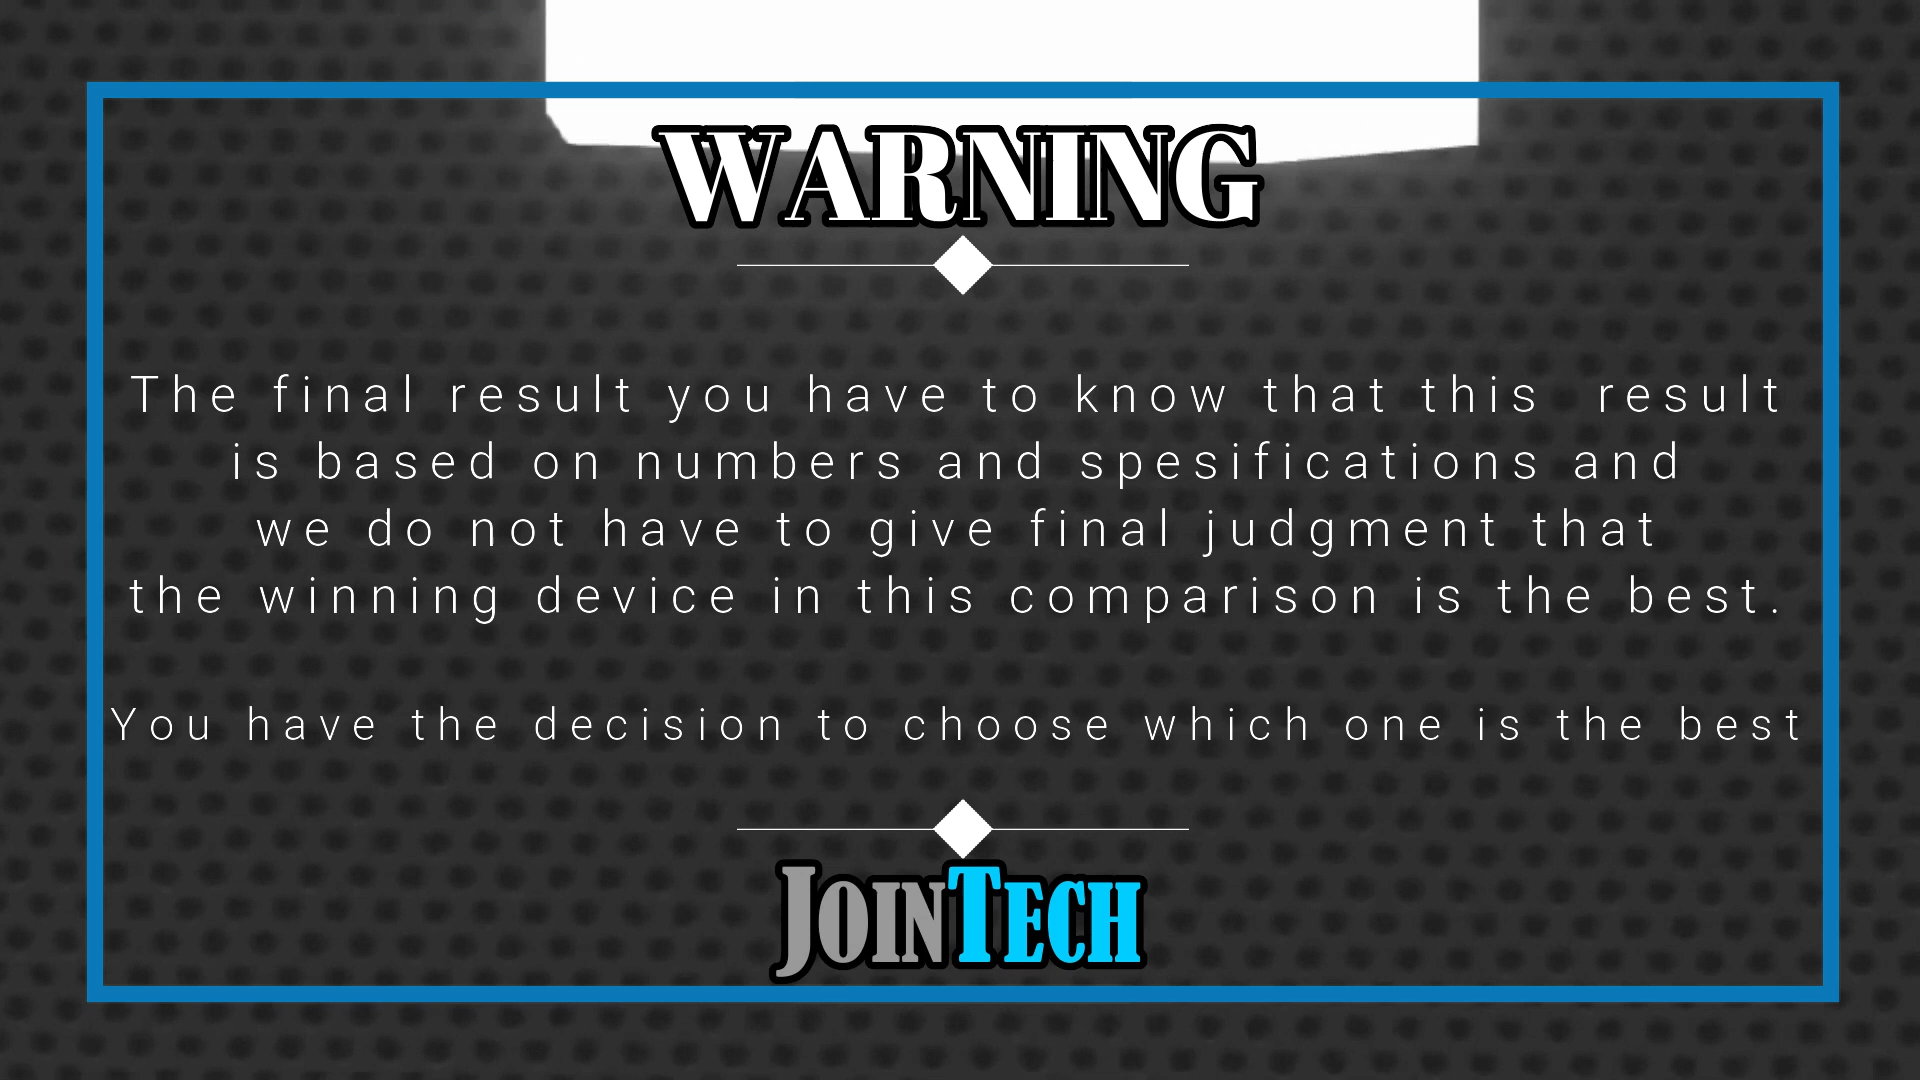 WARNING
The final result you have to know that this result
is based on numbers and spesifications and
we do not have to give final judgment that
the winning device in this comparison is the best.
You have the decision to choose which one is the best
JOINTECH